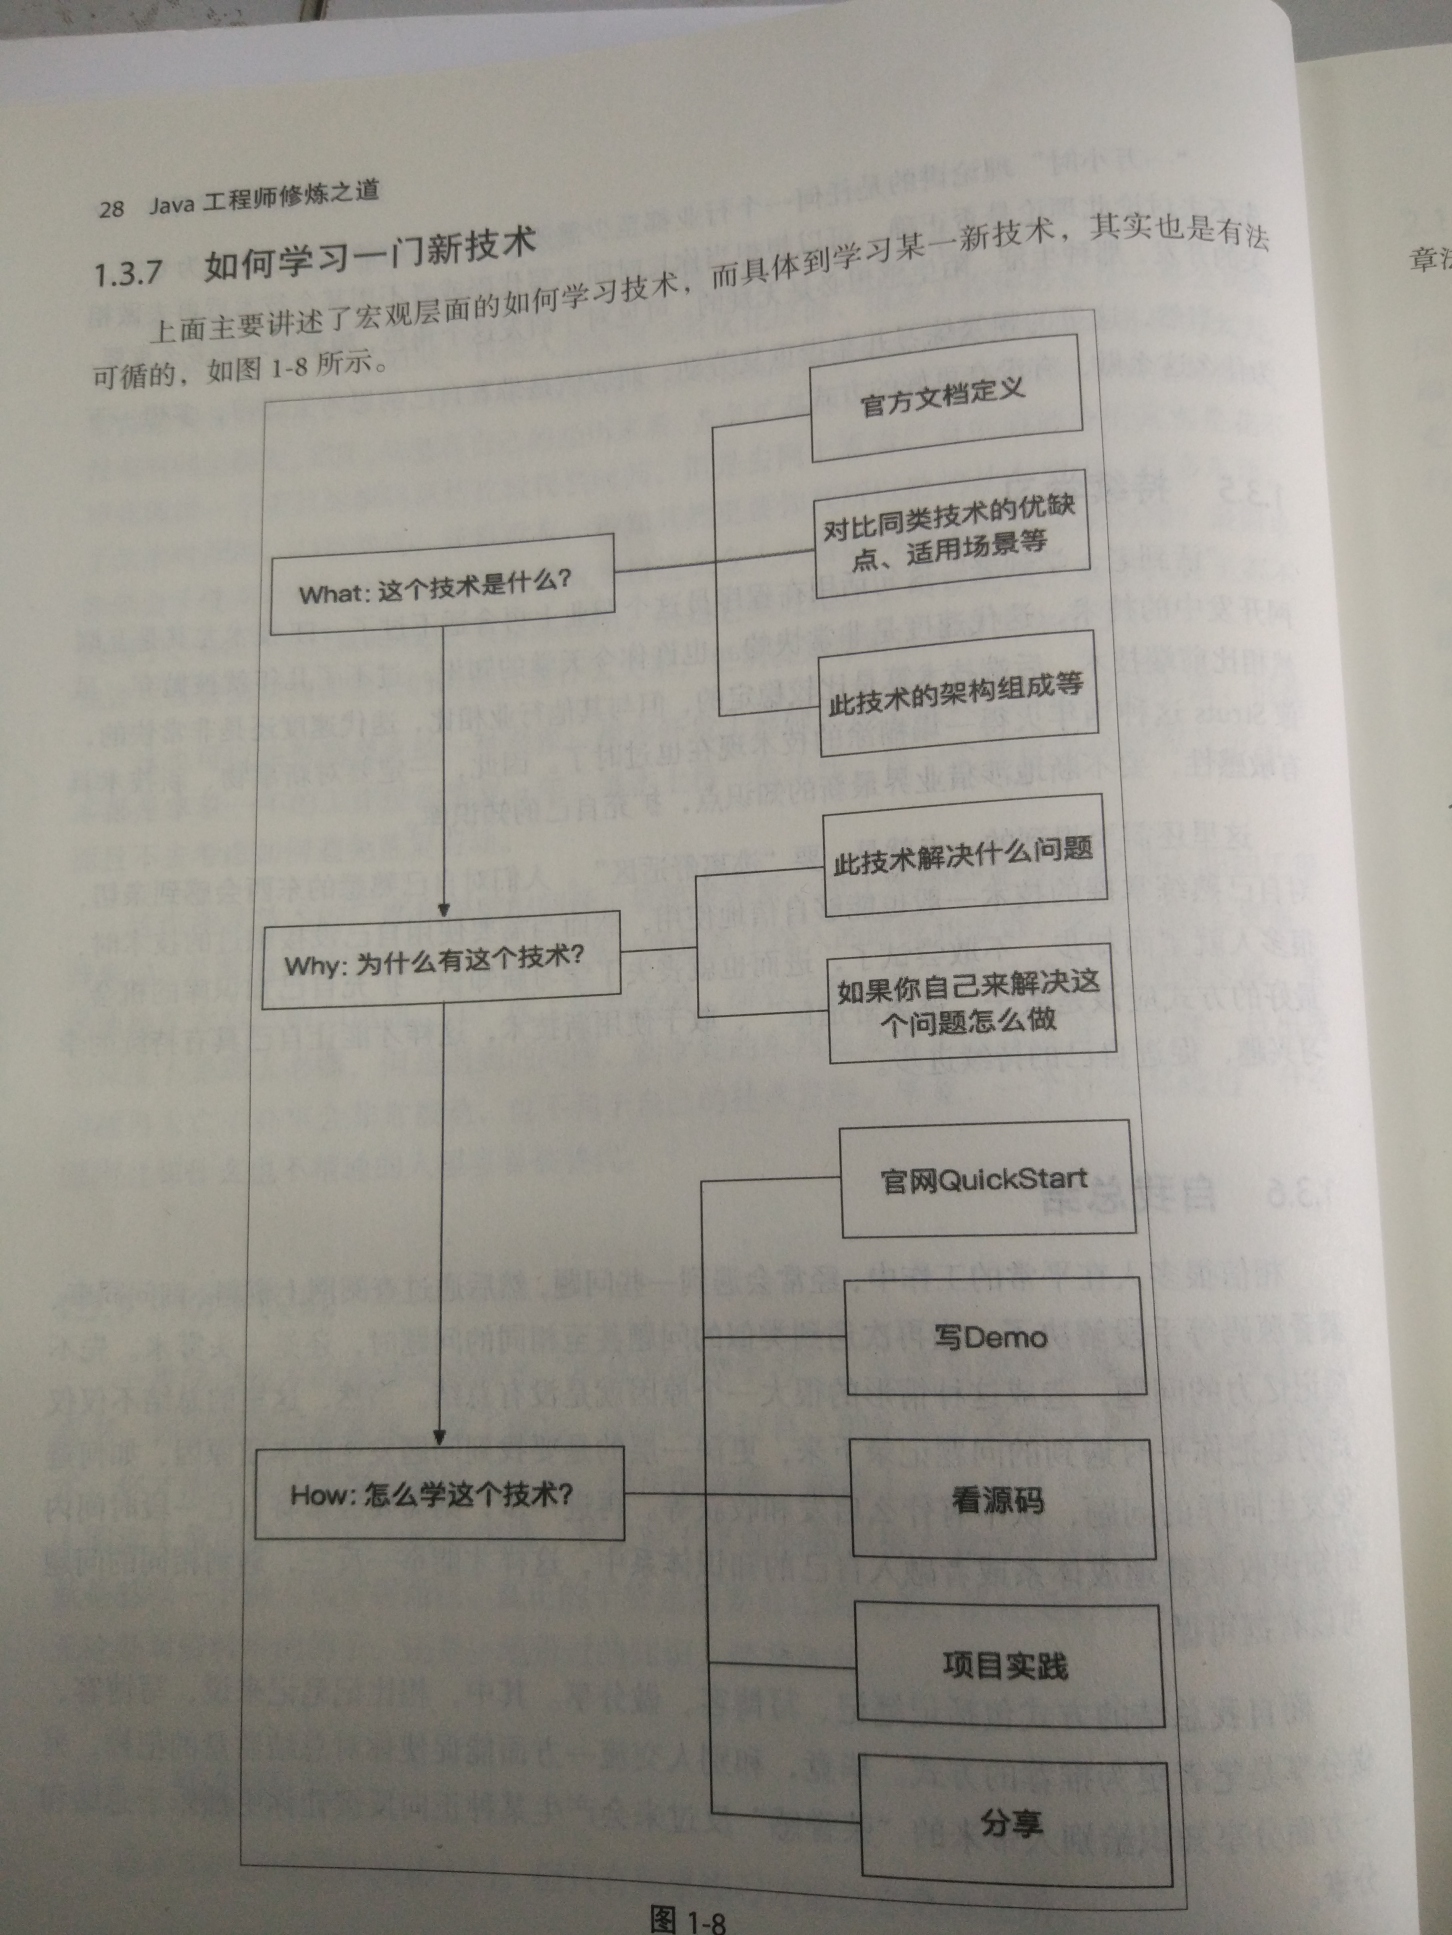 28 Java 工程师修炼之道
1.3.7 如何学习一门新技术
上面主要讲述了宏观层面的如何学习技术，而具体到学习某一新技术，其实也是有法
可循的，如图 1-8 所示。
官方文档定义
对比同类技术的优缺
点、适用场景等
What: 这个技术是什么?
此技术的架构组成等
此技术解决什么问题
Why: 为什么有这个技术?
如果你自己来解决这
个问题怎么做
官网QuickStart
写Demo
How: 怎么学这个技术?
看源码
项目实践
分享
图 1-8